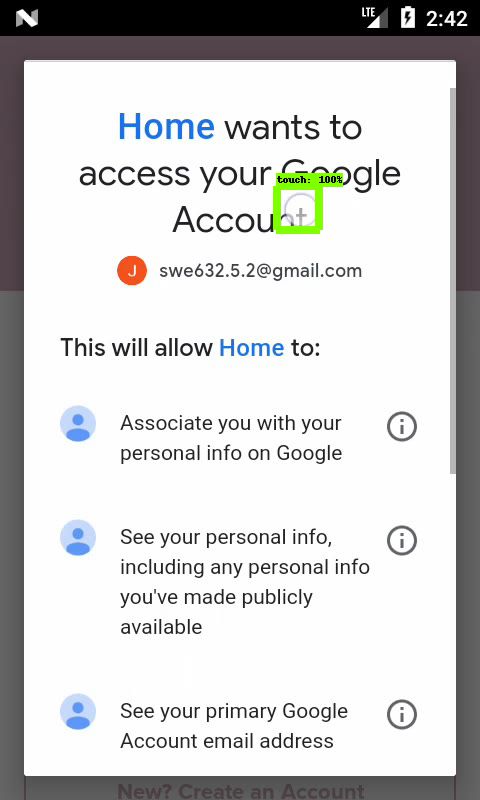 LTE 2:42
Home wants to
access your Google
Account
touch: 100%
J swe632.5.2@gmail.com
This will allow Home to:
Associate you with your
personal info on Google
See your personal info,
including any personal info
you've made publicly
available
See your primary Google
Account email address
New? Create an Account